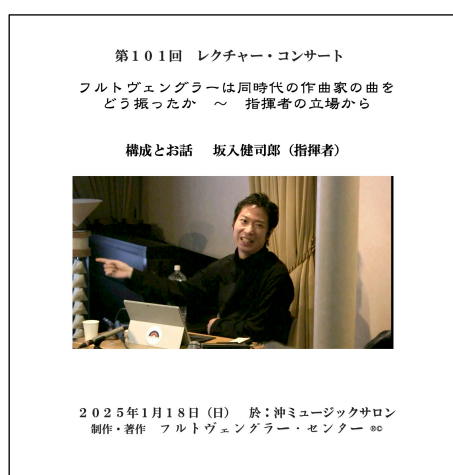 第１０１回　レクチャー・コンサート
フルトヴェングラーは同時代の作曲家の曲を
どう振ったか　～　指揮者の立場から
構成とお話　坂入健司郎（指揮者）
２０２５年１月１８日（日）　於：沖ミュージックサロン
制作・著作　フルトヴェングラー・センター ®©